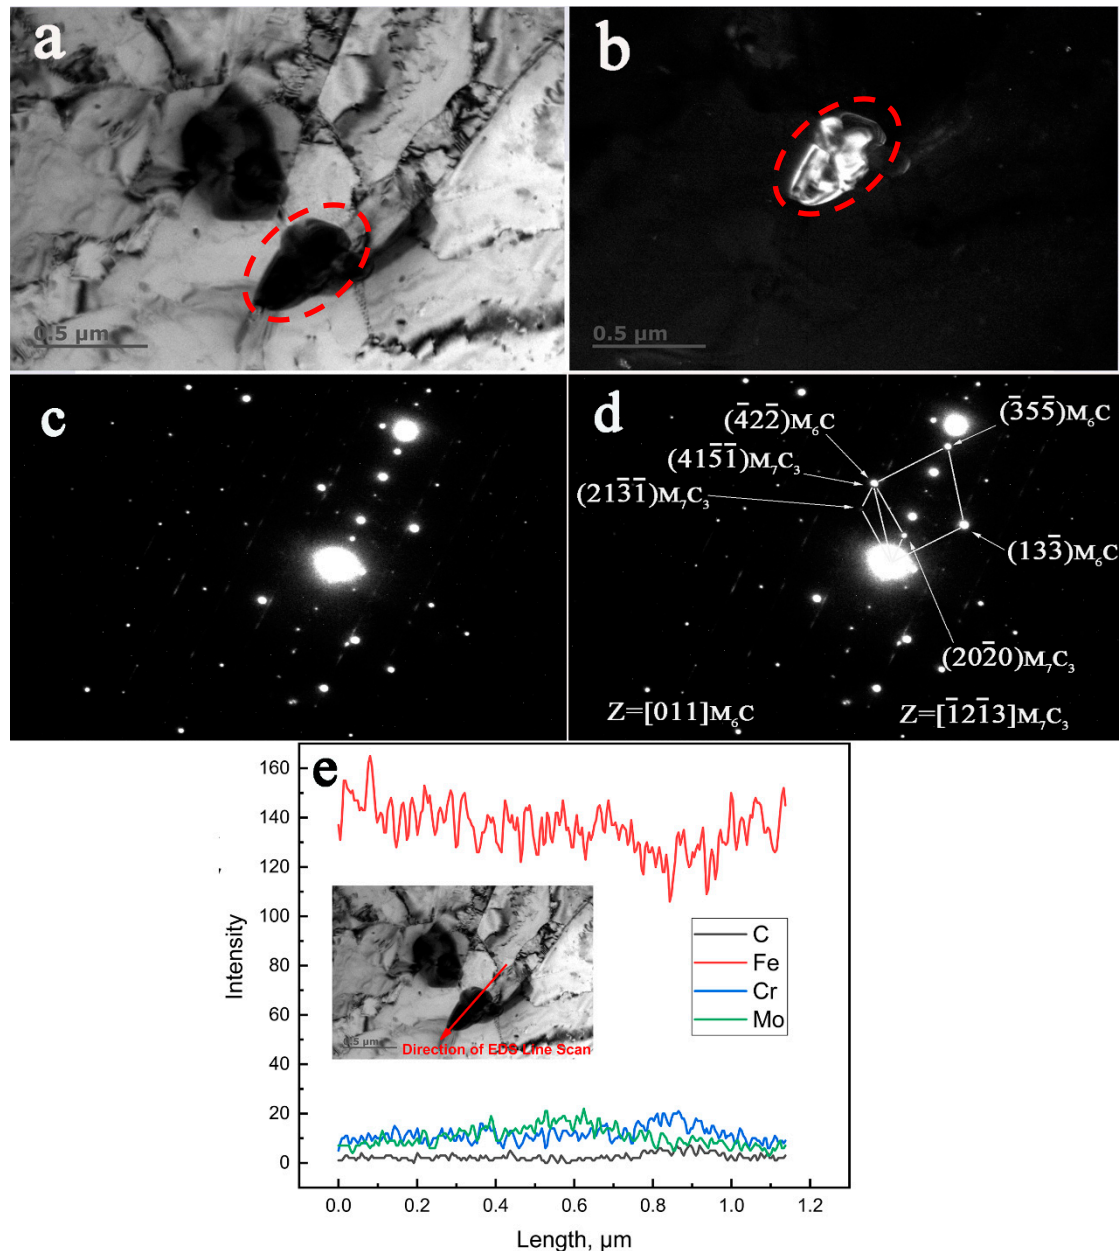 a
b
0.5 µm
0.5 µm
c
d
(4̅22̅)M₆C
(3̅55̅)M₆C
(415̅1̅)M₇C₃
(213̅1̅)M₇C₃
(133̅)M₆C
(202̅0)M₇C₃
Z=[011]M₆C
Z=[1̅21̅3]M₇C₃
e
160
140
120
100
80
60
40
20
0
Intensity
C
Fe
Cr
Mo
0.5 µm
Direction of EDS Line Scan
0.0
0.2
0.4
0.6
0.8
1.0
1.2
Length, µm